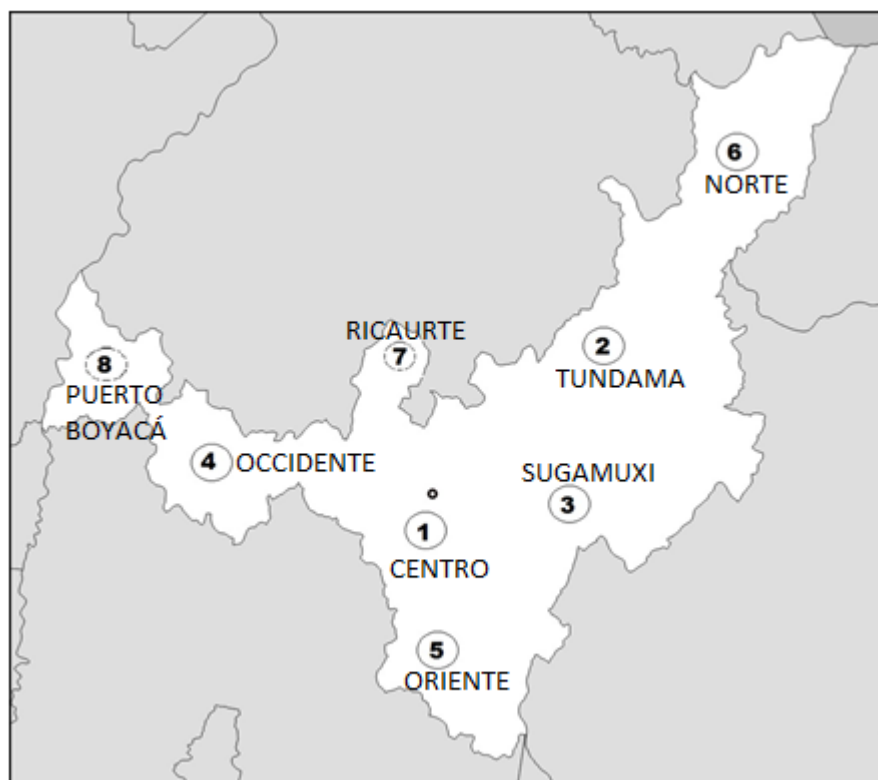 6
NORTE
RICAURTE
7
2
TUNDAMA
8
PUERTO
BOYACÁ
4 OCCIDENTE
SUGAMUXI
3
1
CENTRO
5
ORIENTE